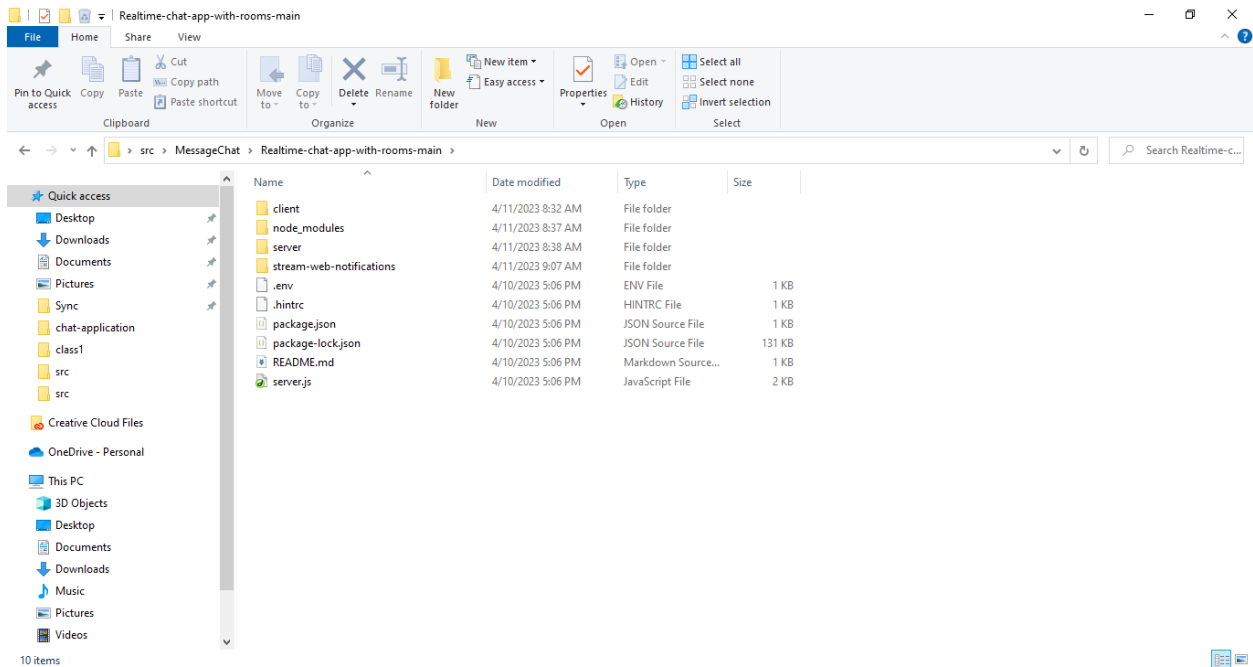 Realtime-chat-app-with-rooms-main
File Home Share View
Pin to Quick access
Copy
Paste
Cut
Copy path
Paste shortcut
Clipboard
Move to
Copy to
Delete
Rename
Organize
New folder
New item
Easy access
New
Properties
Open
Edit
History
Open
Select all
Select none
Invert selection
Select
src > MessageChat > Realtime-chat-app-with-rooms-main >
Search Realtime-c...
Quick access
Desktop
Downloads
Documents
Pictures
Sync
chat-application
class1
src
src
Creative Cloud Files
OneDrive - Personal
This PC
3D Objects
Desktop
Documents
Downloads
Music
Pictures
Videos
Name Date modified Type Size
client 4/11/2023 8:32 AM File folder
node_modules 4/11/2023 8:37 AM File folder
server 4/11/2023 8:38 AM File folder
stream-web-notifications 4/11/2023 9:07 AM File folder
.env 4/10/2023 5:06 PM ENV File 1 KB
.hintrc 4/10/2023 5:06 PM HINTRC File 1 KB
package.json 4/10/2023 5:06 PM JSON Source File 1 KB
package-lock.json 4/10/2023 5:06 PM JSON Source File 131 KB
README.md 4/10/2023 5:06 PM Markdown Source... 1 KB
server.js 4/10/2023 5:06 PM JavaScript File 2 KB
10 items